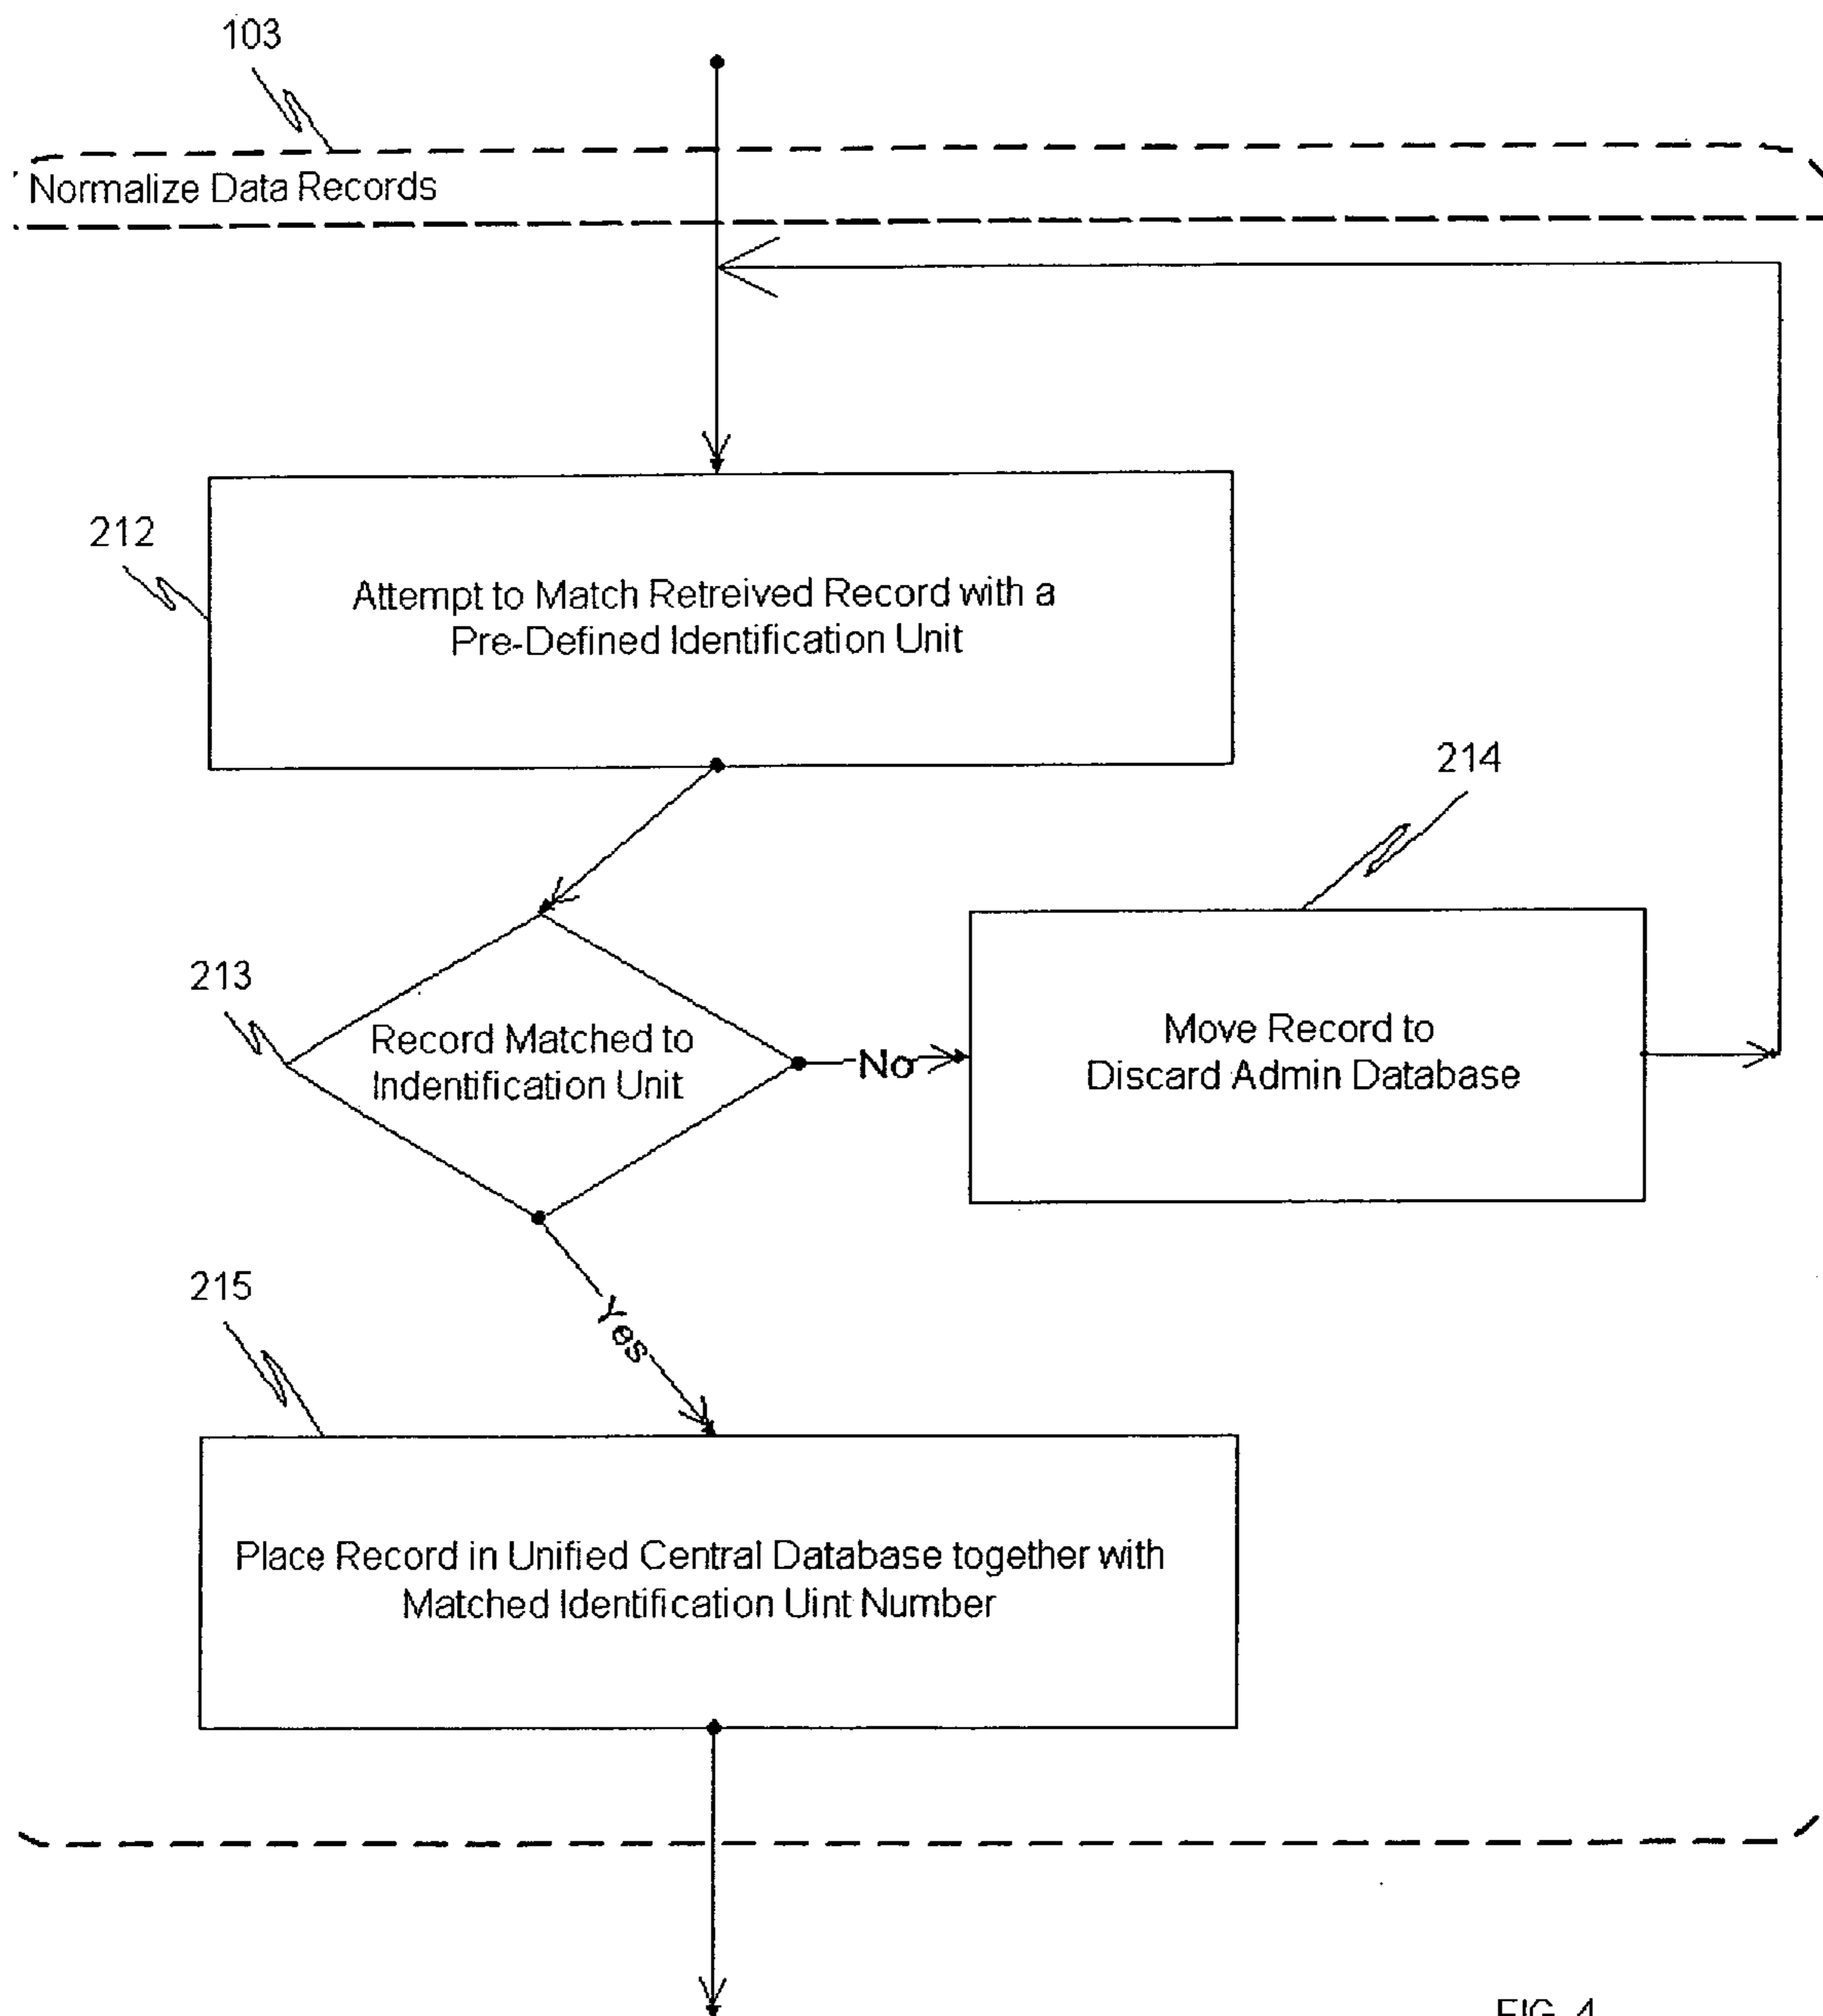 103
Normalize Data Records
212
Attempt to Match Retreived Record with a
Pre-Defined Identification Unit
214
213
Record Matched to
Indentification Unit
No
Move Record to
Discard Admin Database
Yes
215
Place Record in Unified Central Database together with
Matched Identification Uint Number
FIG. 4